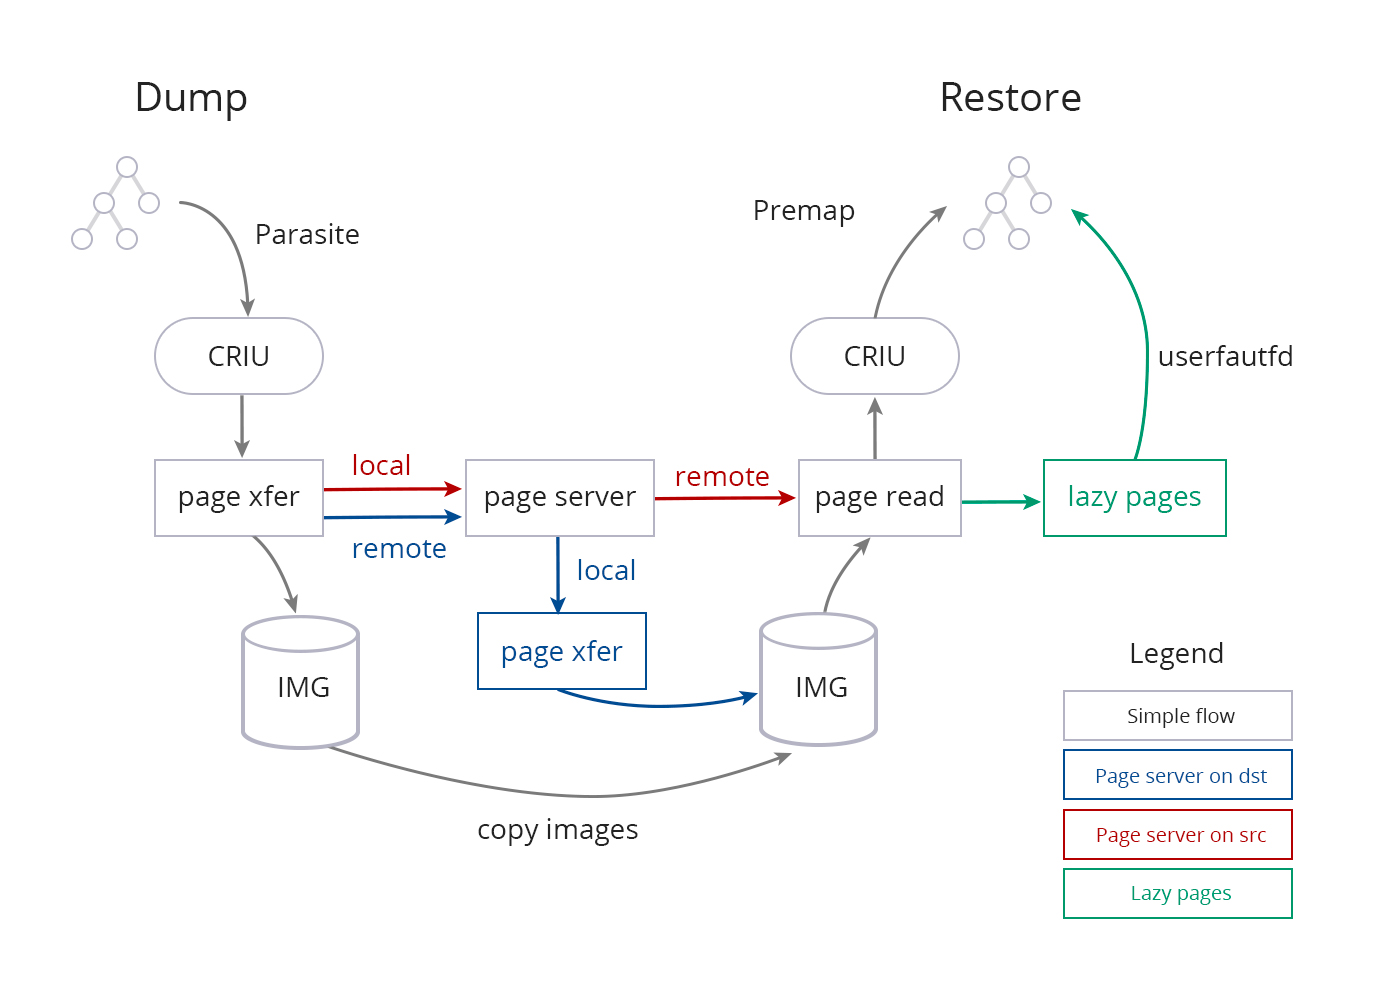 Dump
Restore
Parasite
Premap
CRIU
CRIU
userfautfd
page xfer
local
remote
page server
remote
page read
lazy pages
local
page xfer
IMG
IMG
copy images
Legend
Simple flow
Page server on dst
Page server on src
Lazy pages